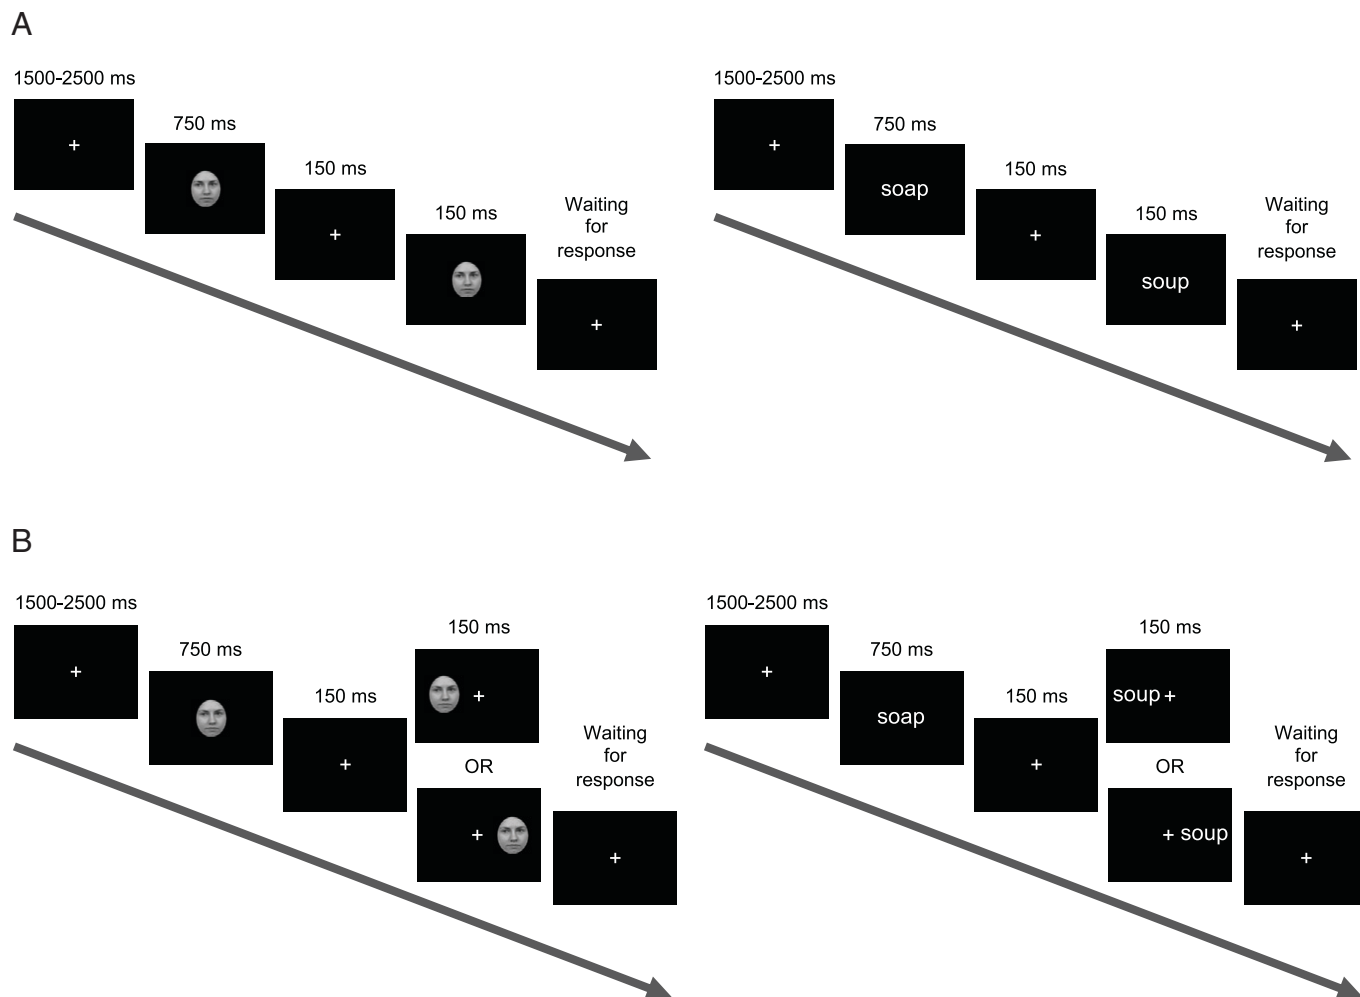 A
1500-2500 ms
750 ms
150 ms
150 ms
Waiting
for
response
+
+
+
+
1500-2500 ms
750 ms
150 ms
150 ms
Waiting
for
response
+
soap
+
soup
+
B
1500-2500 ms
750 ms
150 ms
150 ms
OR
Waiting
for
response
+
+
+
+
+
1500-2500 ms
750 ms
150 ms
150 ms
OR
Waiting
for
response
+
soap
+
soup +
+ soup
+